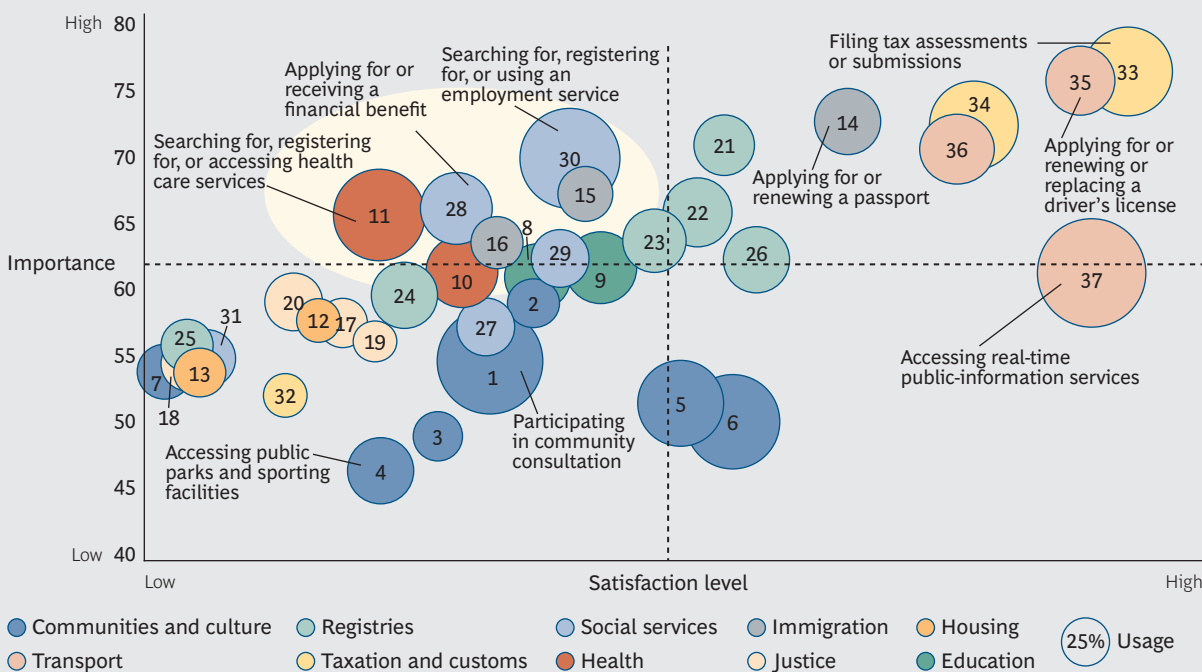 High 80
75
70
65
Importance
60
55
50
45
Low 40
Low
Satisfaction level
High
Searching for, registering
for, or using an
employment service
Applying for or
receiving a
financial benefit
Searching for, registering
for, or accessing health
care services
Filing tax assessments
or submissions
Applying for or
renewing a passport
Applying for or
renewing or
replacing a
driver's license
Accessing real-time
public-information services
Participating
in community
consultation
Accessing public
parks and sporting
facilities
33
35
34
36
14
21
30
15
11
28
22
16
8
23
29
26
10
9
37
24
2
20
12
17
19
27
31
25
7
13
18
1
32
5
6
3
4
Communities and culture
Registries
Social services
Immigration
Housing
25% Usage
Transport
Taxation and customs
Health
Justice
Education